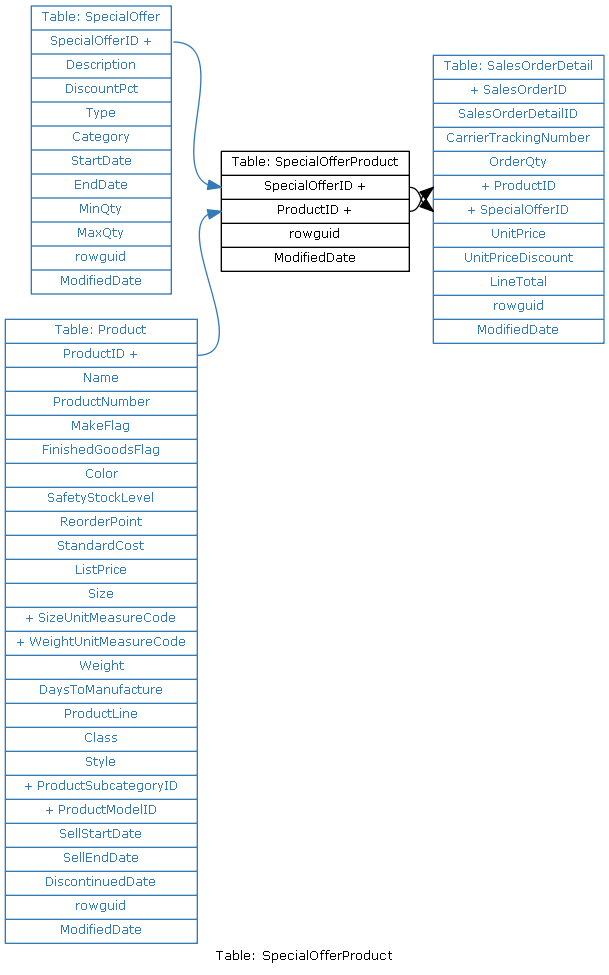 Table: SpecialOffer
SpecialOfferID +
Description
DiscountPct
Type
Category
StartDate
EndDate
MinQty
MaxQty
rowguid
ModifiedDate
Table: Product
ProductID +
Name
ProductNumber
MakeFlag
FinishedGoodsFlag
Color
SafetyStockLevel
ReorderPoint
StandardCost
ListPrice
Size
+ SizeUnitMeasureCode
+ WeightUnitMeasureCode
Weight
DaysToManufacture
ProductLine
Class
Style
+ ProductSubcategoryID
+ ProductModelID
SellStartDate
SellEndDate
DiscontinuedDate
rowguid
ModifiedDate
Table: SpecialOfferProduct
SpecialOfferID +
ProductID +
rowguid
ModifiedDate
Table: SalesOrderDetail
+ SalesOrderID
SalesOrderDetailID
CarrierTrackingNumber
OrderQty
+ ProductID
+ SpecialOfferID
UnitPrice
UnitPriceDiscount
LineTotal
rowguid
ModifiedDate
Table: SpecialOfferProduct